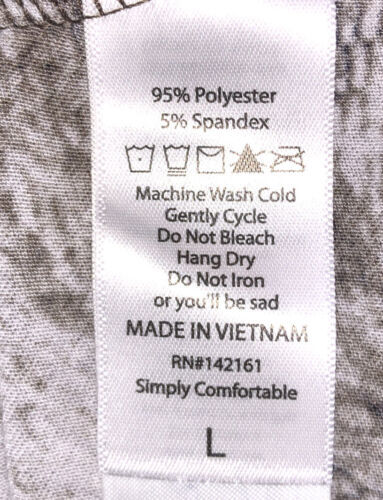 95% Polyester
5% Spandex
Machine Wash Cold
Gently Cycle
Do Not Bleach
Hang Dry
Do Not Iron
or you'll be sad
MADE IN VIETNAM
RN#142161
Simply Comfortable
L